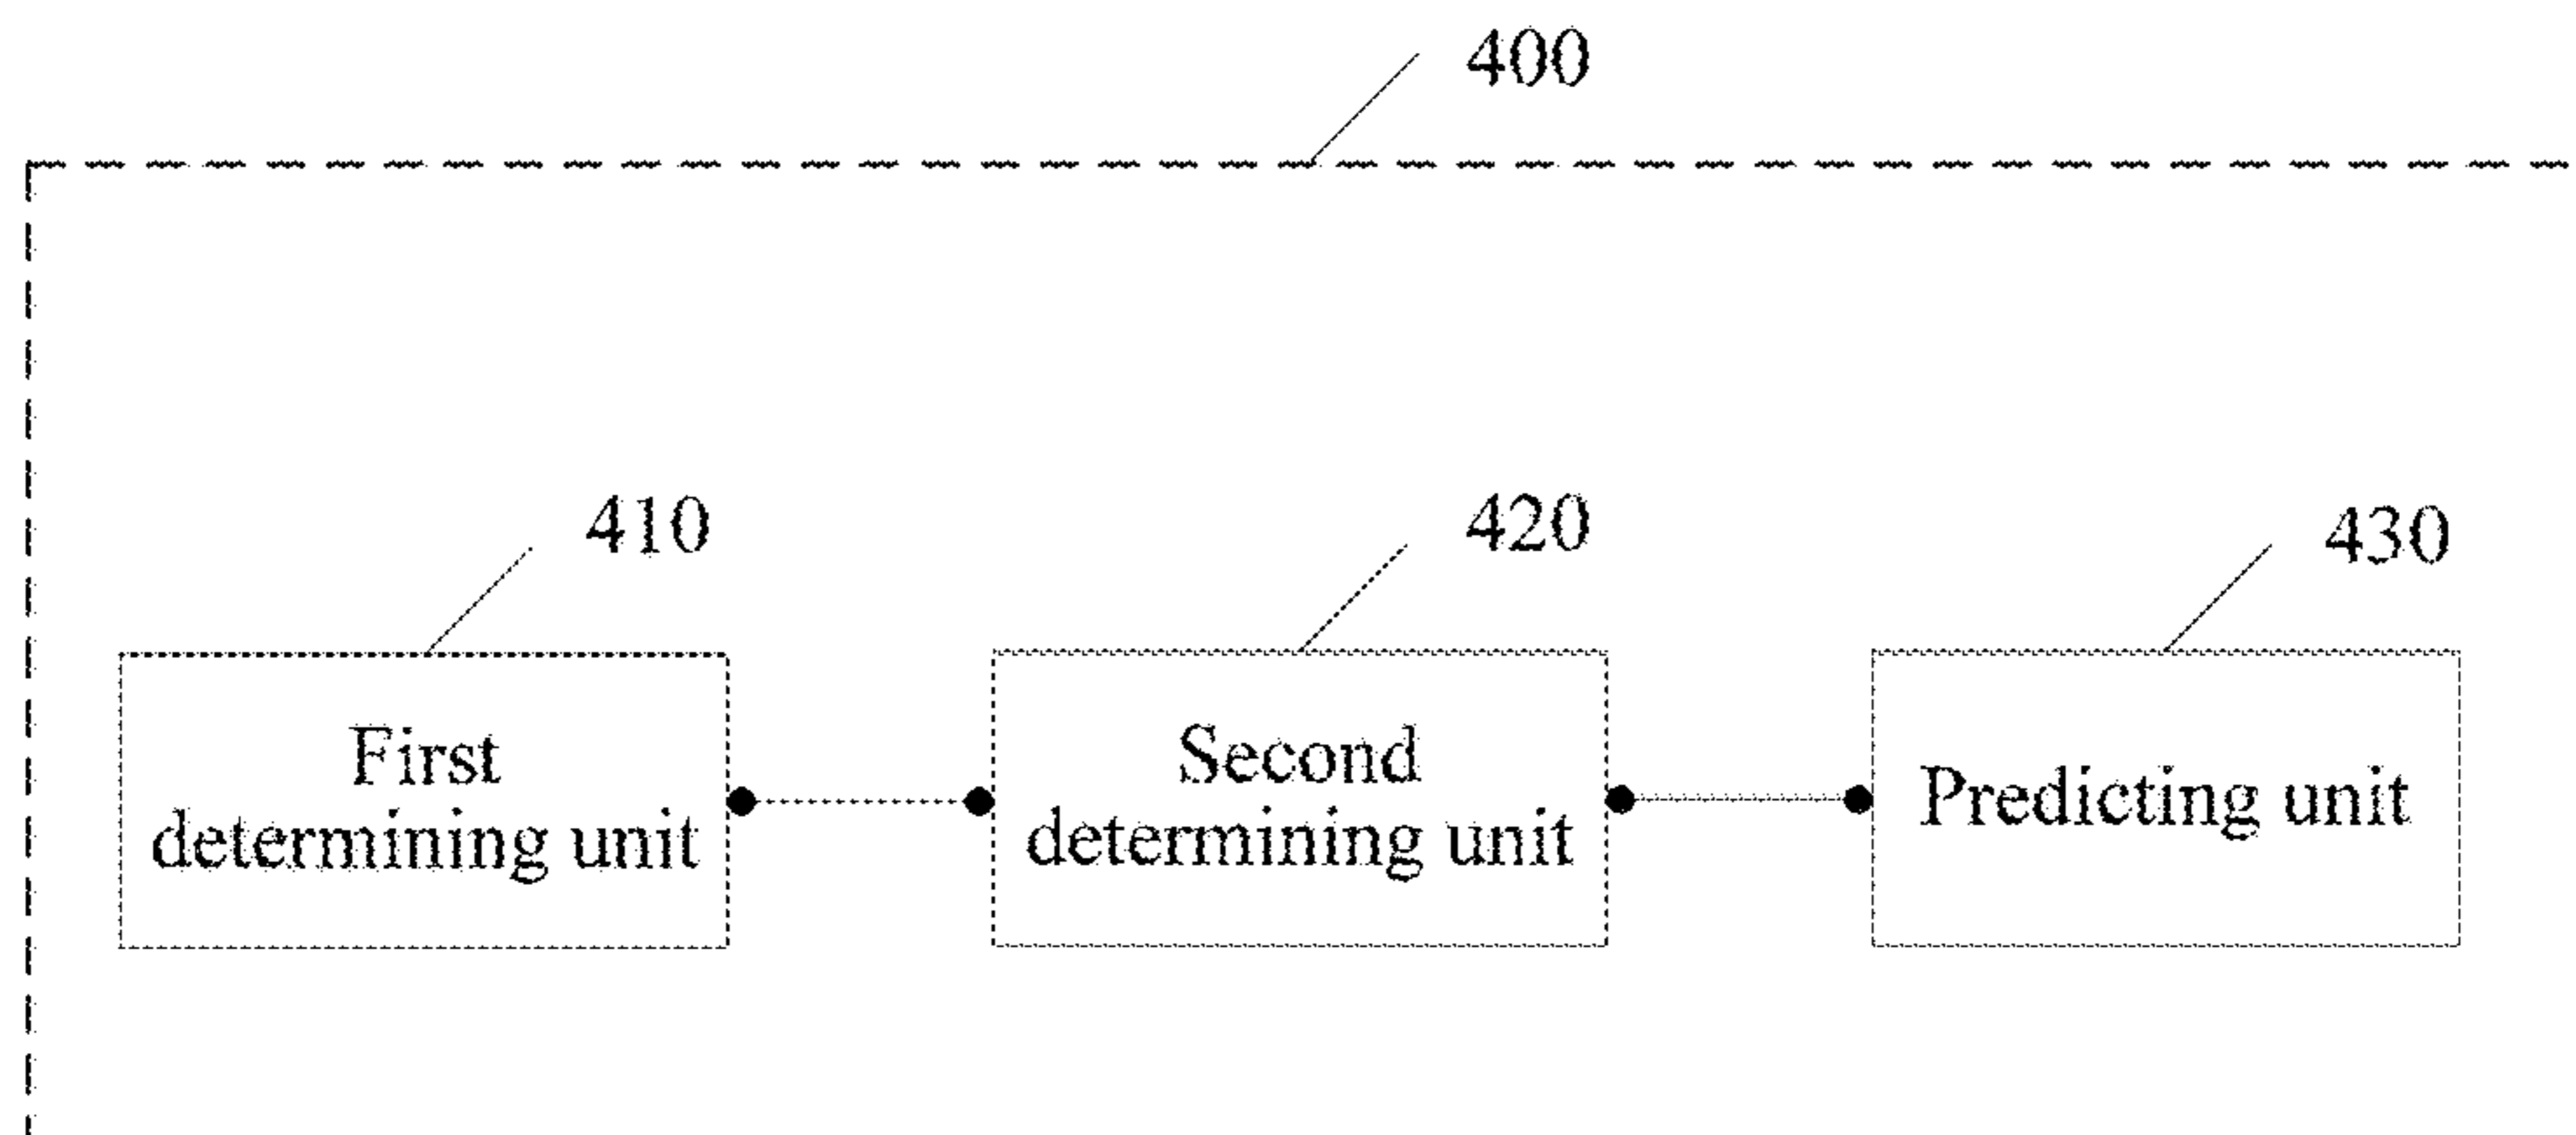 400
410
420
430
First
determining unit
Second
determining unit
Predicting unit